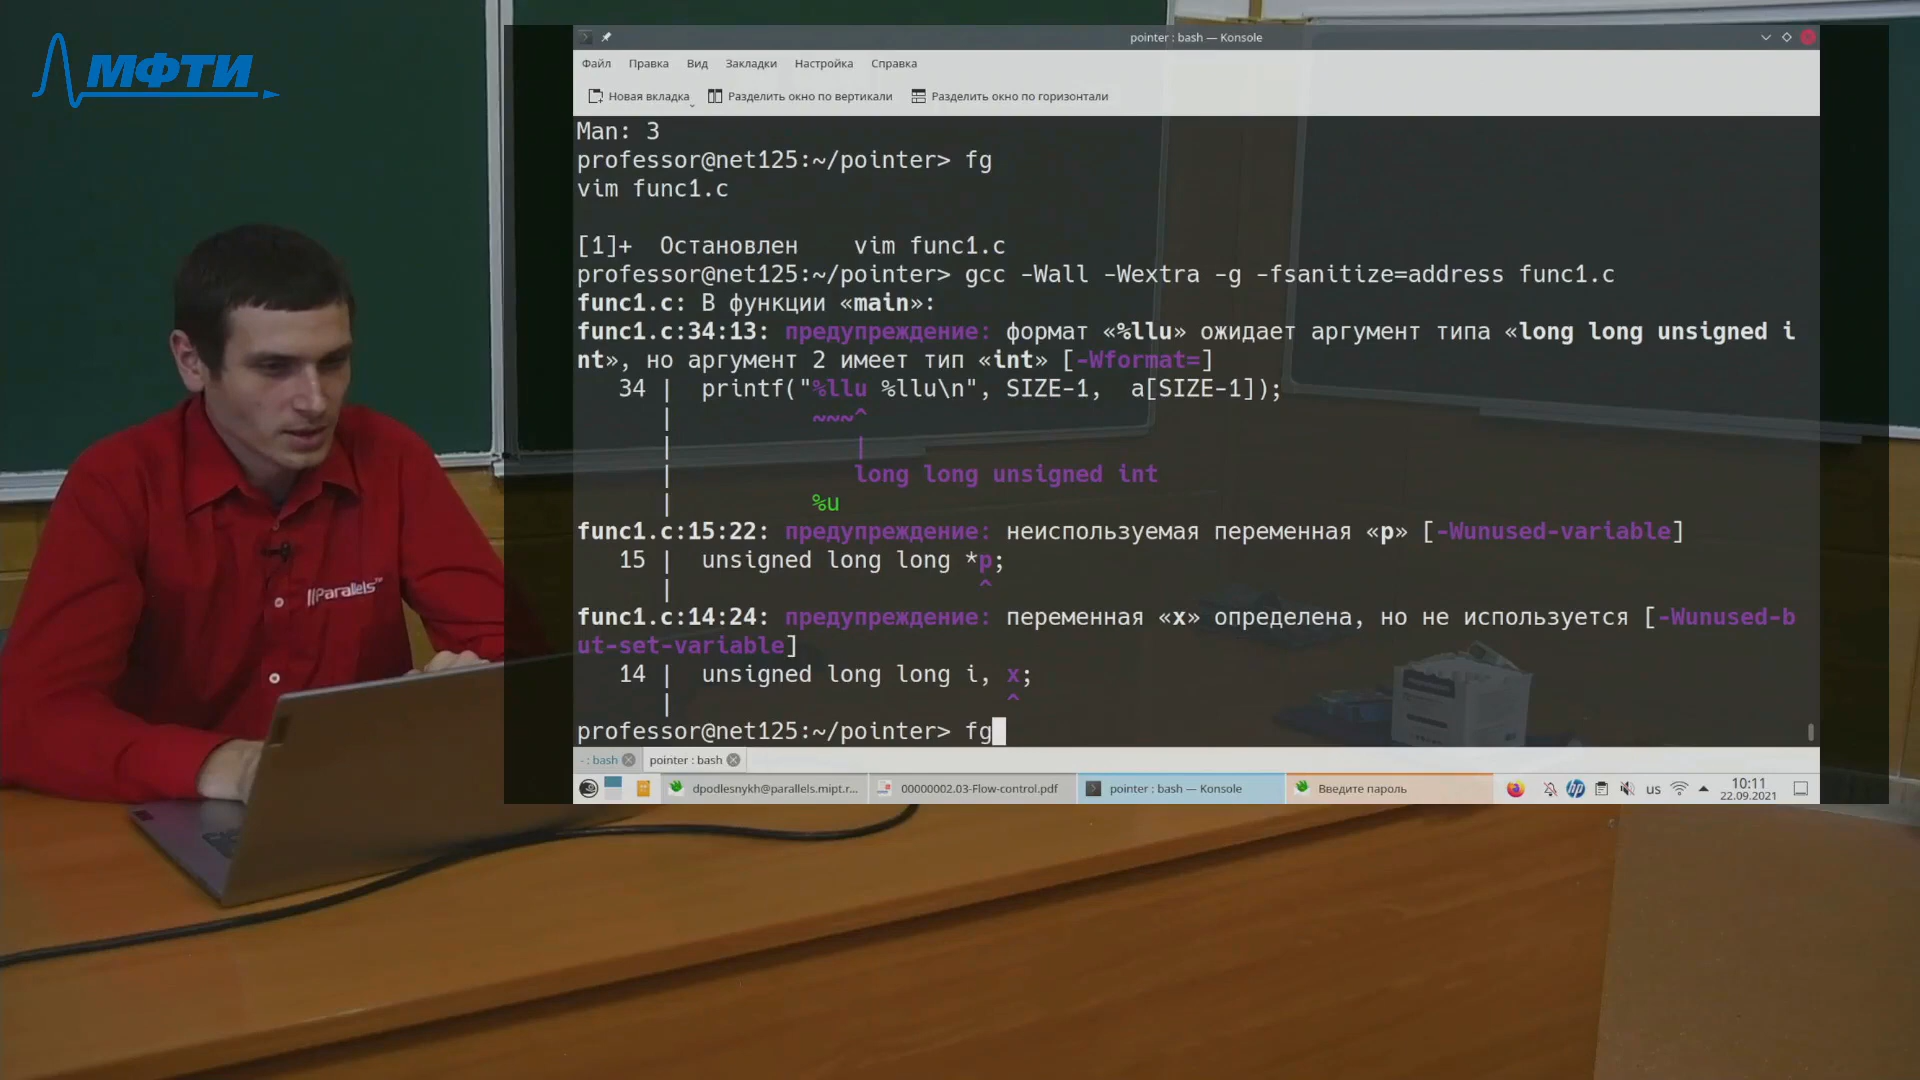 МФТИ
pointer : bash — Konsole
Файл Правка Вид Закладки Настройка Справка
Новая вкладка Разделить окно по вертикали Разделить окно по горизонтали
Man: 3
professor@net125:~/pointer> fg
vim func1.c
[1]+  Остановлен    vim func1.c
professor@net125:~/pointer> gcc -Wall -Wextra -g -fsanitize=address func1.c
func1.c: В функции «main»:
func1.c:34:13: предупреждение: формат «%llu» ожидает аргумент типа «long long unsigned i
nt», но аргумент 2 имеет тип «int» [-Wformat=]
   34 |  printf("%llu %llu\n", SIZE-1,  a[SIZE-1]);
      |          ~~~^
      |             |
      |             long long unsigned int
      |          %u
func1.c:15:22: предупреждение: неиспользуемая переменная «p» [-Wunused-variable]
   15 |  unsigned long long *p;
      |                      ^
func1.c:14:24: предупреждение: переменная «x» определена, но не используется [-Wunused-b
ut-set-variable]
   14 |  unsigned long long i, x;
      |                        ^
professor@net125:~/pointer> fg
- : bash pointer : bash
dpodlesnykh@parallels.mipt.r... 00000002.03-Flow-control.pdf pointer : bash — Konsole Введите пароль us 10:11
22.09.2021
||Parallels™